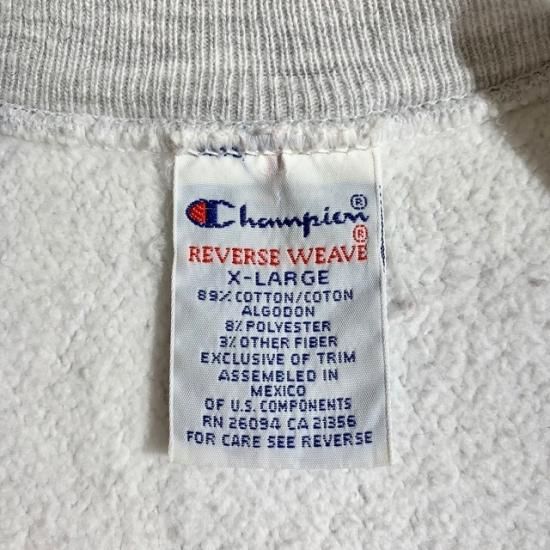 Champion®
REVERSE WEAVE®
X-LARGE
89% COTTON/COTON
ALGODON
8% POLYESTER
3% OTHER FIBER
EXCLUSIVE OF TRIM
ASSEMBLED IN
MEXICO
OF U.S. COMPONENTS
RN 26094 CA 21356
FOR CARE SEE REVERSE